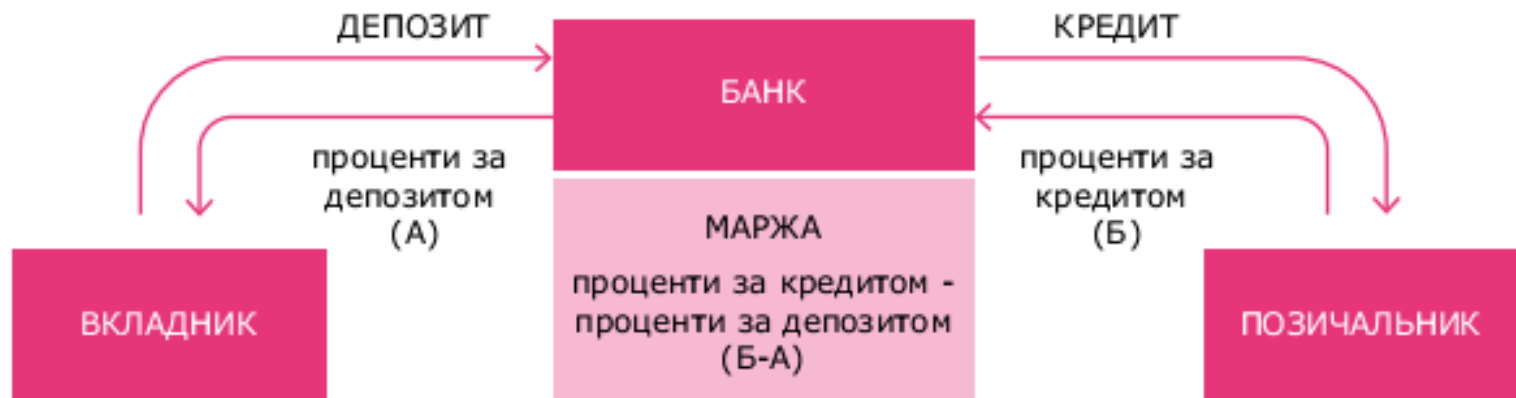 ДЕПОЗИТ
БАНК
КРЕДИТ
проценти за
депозитом
(А)
проценти за
кредитом
(Б)
МАРЖА
проценти за кредитом -
проценти за депозитом
(Б-А)
ВКЛАДНИК
ПОЗИЧАЛЬНИК